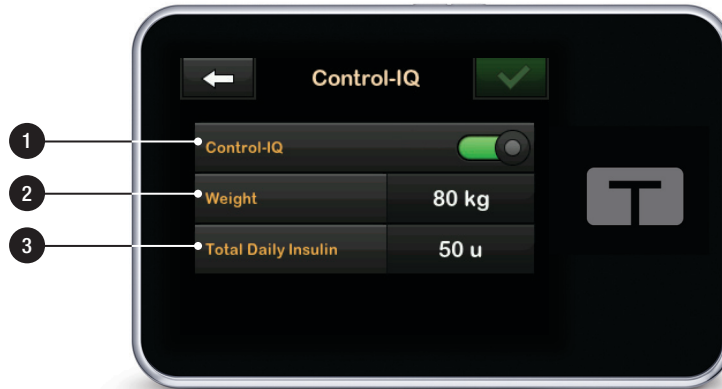 Control-IQ
1
Control-IQ
2
Weight
80 kg
3
Total Daily Insulin
50 u
T